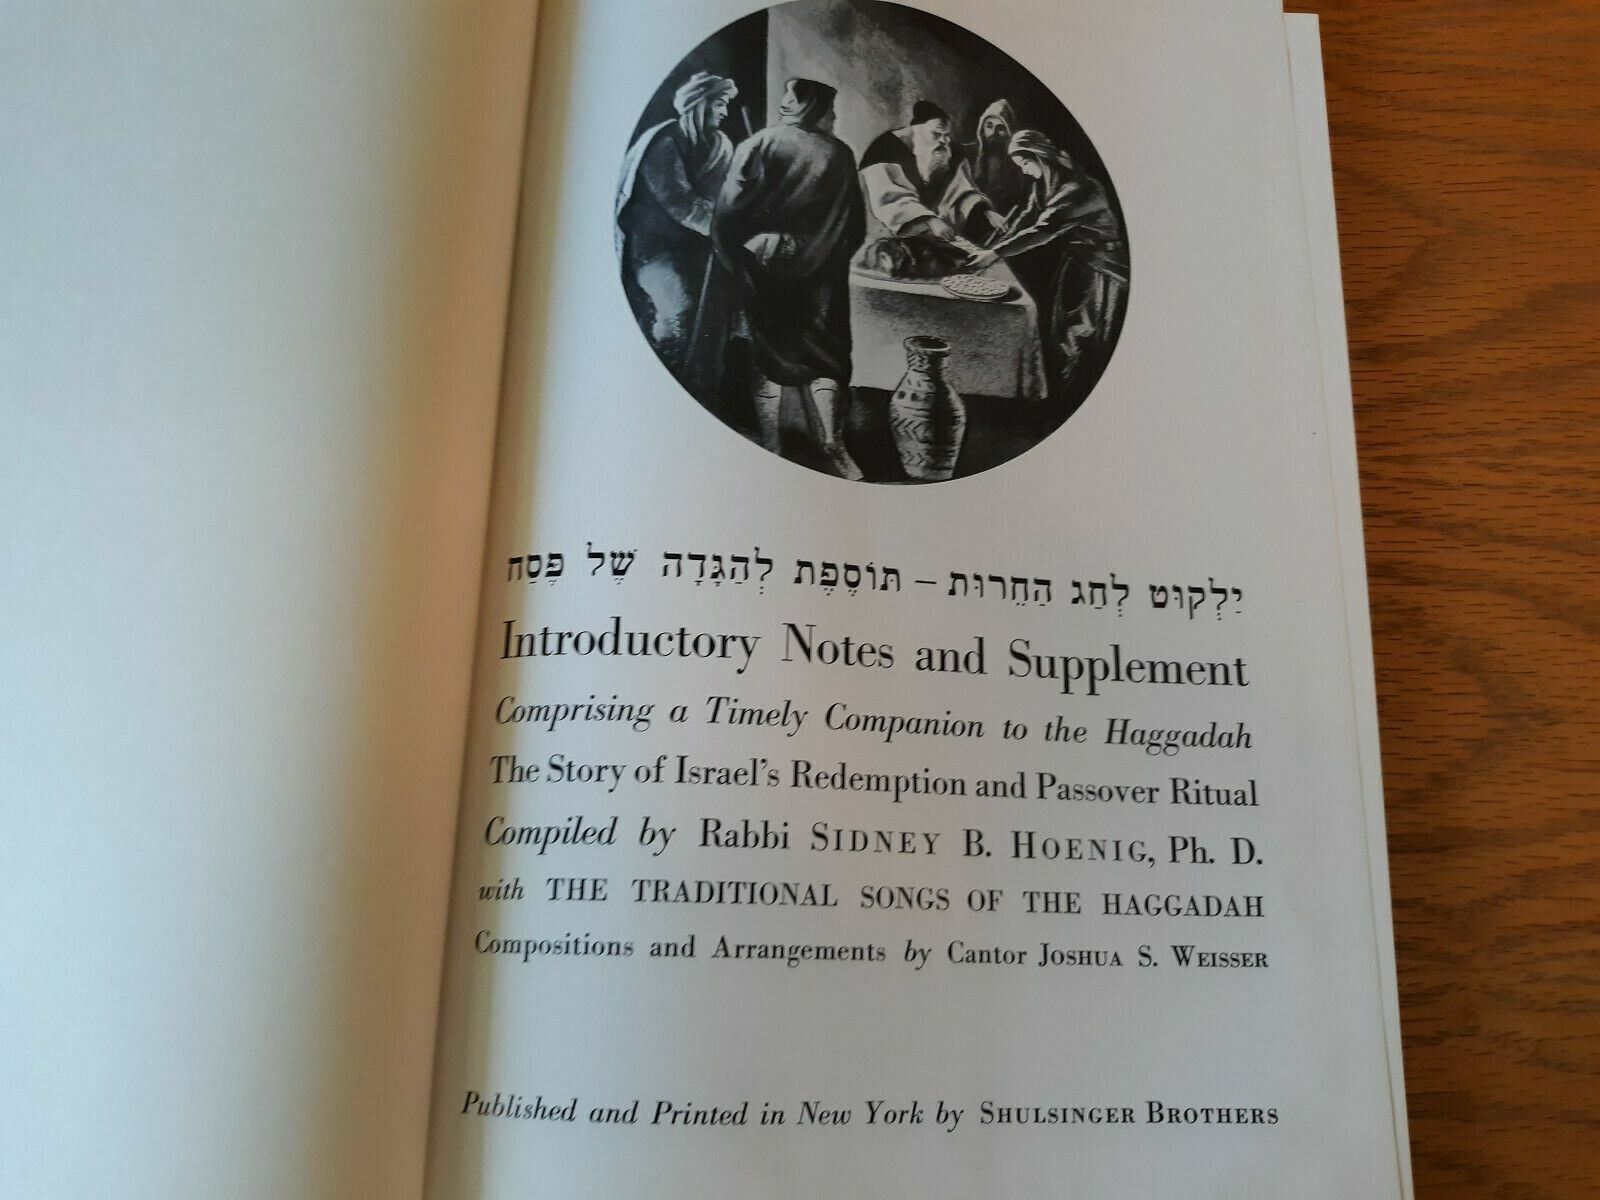 יַלְקוּט לְחַג הַחֵרוּת – תּוֹסֶפֶת לְהַגָּדָה שֶׁל פֶּסַח
Introductory Notes and Supplement
Comprising a Timely Companion to the Haggadah
The Story of Israel's Redemption and Passover Ritual
Compiled by Rabbi SIDNEY B. HOENIG, Ph. D.
with THE TRADITIONAL SONGS OF THE HAGGADAH
Compositions and Arrangements by Cantor JOSHUA S. WEISSER
Published and Printed in New York by SHULSINGER BROTHERS